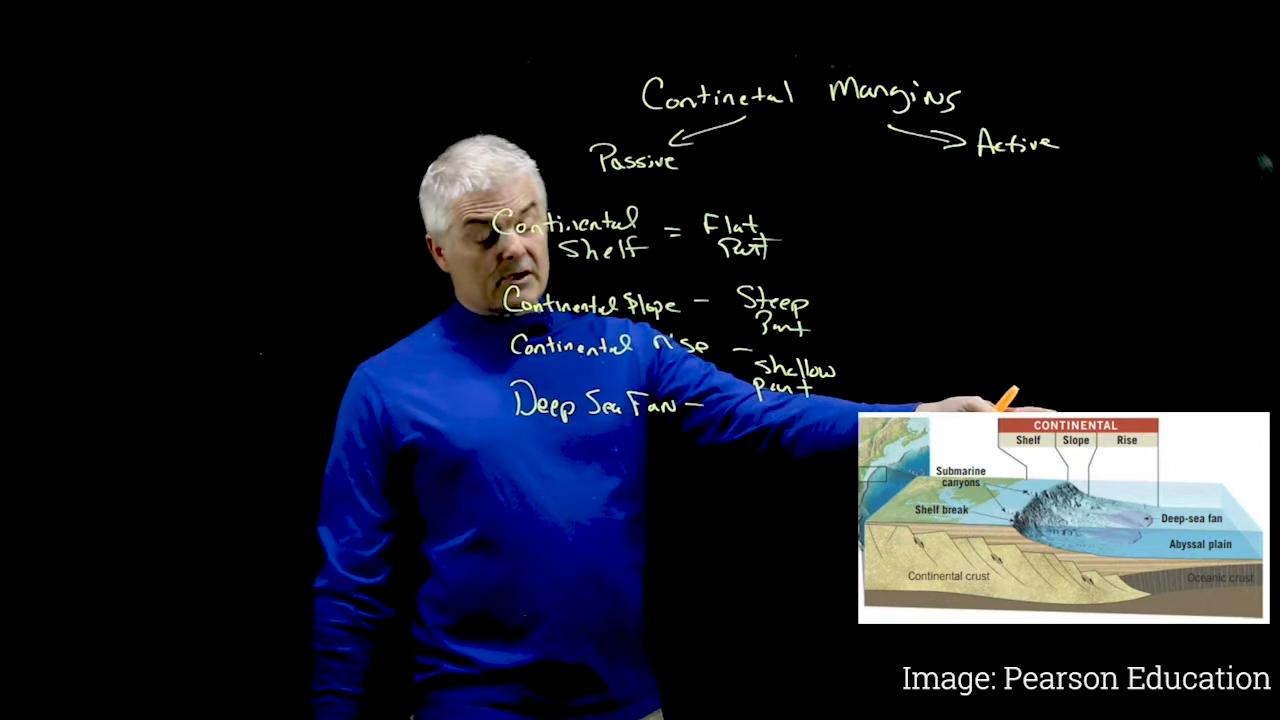 Continetal Margins
Passive
Active
Continental
Shelf
= Flat
Part
Continental Slope - Steep
Part
Continental rise -
Shallow
part
Deep Sea Fan -
CONTINENTAL
Shelf
Slope
Rise
Submarine
canyons
Shelf break
Deep-sea fan
Abyssal plain
Continental crust
Oceanic crust
Image: Pearson Education